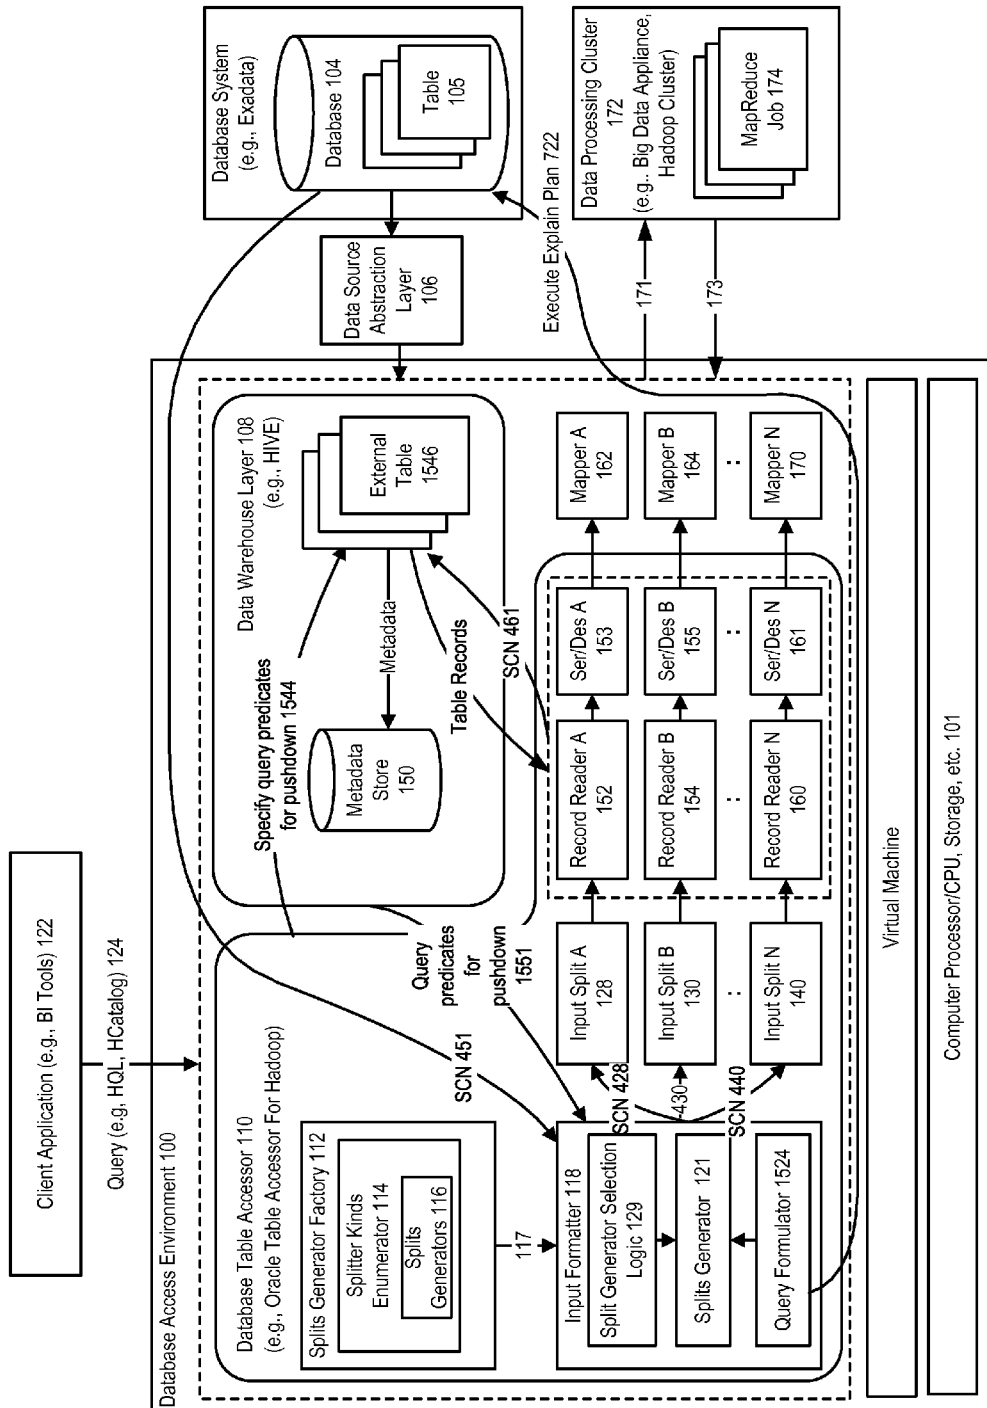 Client Application (e.g., BI Tools) 122
Query (e.g, HQL, HCatalog) 124
Database Access Environment 100
Database Table Accessor 110
(e.g., Oracle Table Accessor For Hadoop)
Splits Generator Factory 112
Splitter Kinds
Enumerator 114
Splits
Generators 116
117
Input Formatter 118
Split Generator Selection
Logic 129
Splits Generator 121
Query Formulator 1524
SCN 451
Query
predicates
for
pushdown
1551
SCN 428
430
SCN 440
Specify query predicates
for pushdown 1544
Data Warehouse Layer 108
(e.g., HIVE)
Metadata
Store
150
Metadata
External
Table
1546
Table Records
SCN 461
Input Split A
128
Record Reader A
152
Ser/Des A
153
Mapper A
162
Input Split B
130
Record Reader B
154
Ser/Des B
155
Mapper B
164
..
..
..
..
Input Split N
140
Record Reader N
160
Ser/Des N
161
Mapper N
170
Data Source
Abstraction
Layer
106
Database System
(e.g., Exadata)
Database 104
Table
105
Execute Explain Plan 722
171
173
Data Processing Cluster
172
(e.g.. Big Data Appliance,
Hadoop Cluster)
MapReduce
Job 174
Virtual Machine
Computer Processor/CPU, Storage, etc. 101